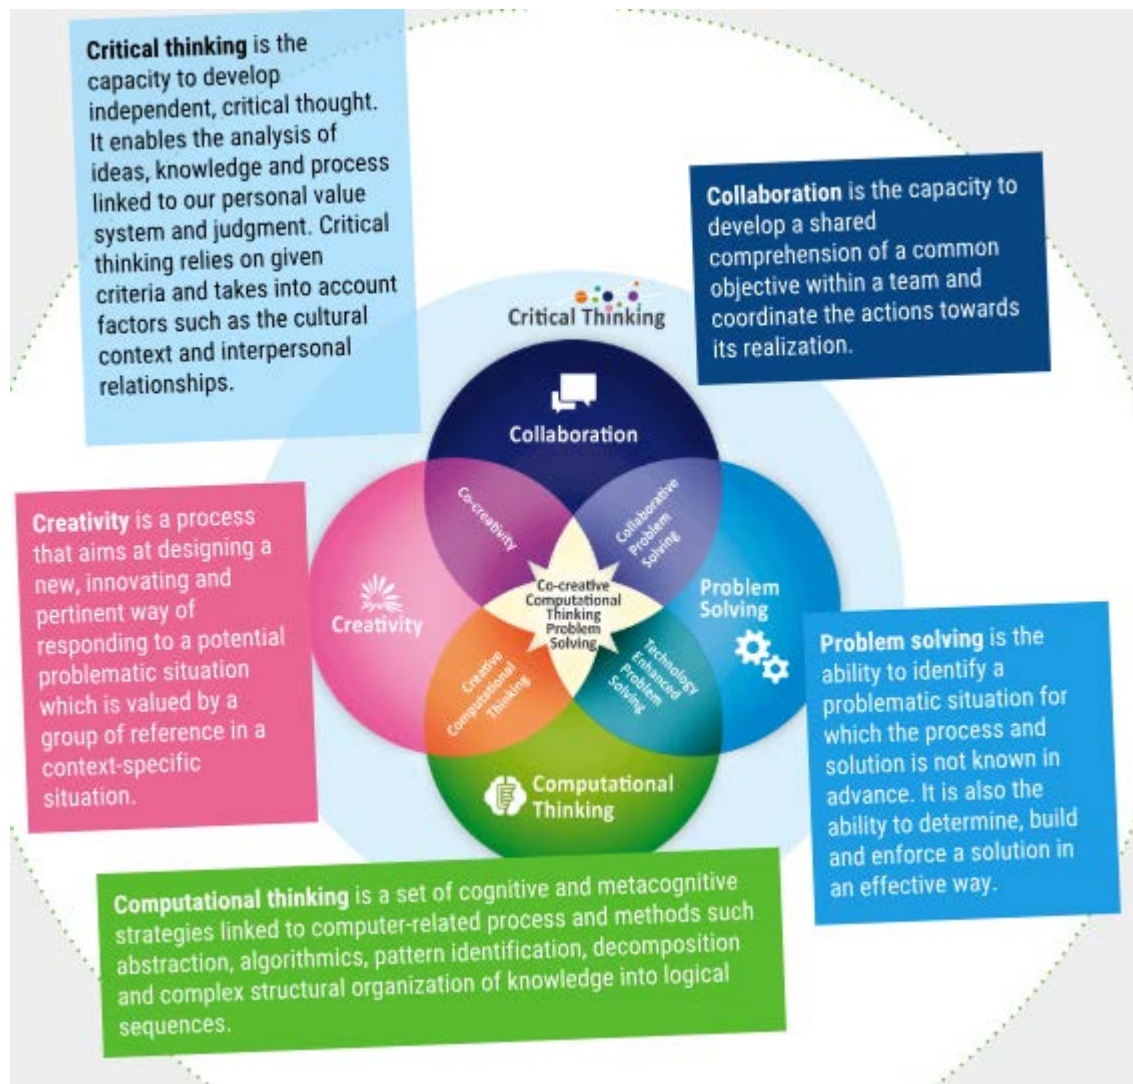 Critical thinking is the
capacity to develop
independent, critical thought.
It enables the analysis of
ideas, knowledge and process
linked to our personal value
system and judgment. Critical
thinking relies on given
criteria and takes into account
factors such as the cultural
context and interpersonal
relationships.
Collaboration is the capacity to
develop a shared
comprehension of a common
objective within a team and
coordinate the actions towards
its realization.
Critical Thinking
Collaboration
Co-creativity
Collaborative
Problem
Solving
Creativity is a process
that aims at designing a
new, innovating and
pertinent way of
responding to a potential
problematic situation
which is valued by a
group of reference in a
context-specific
situation.
Creativity
Co-creative
Computational
Thinking
Problem
Solving
Problem
Solving
Creative
Computational
Thinking
Technology
Enhanced
Problem
Solving
Problem solving is the
ability to identify a
problematic situation for
which the process and
solution is not known in
advance. It is also the
ability to determine, build
and enforce a solution in
an effective way.
Computational
Thinking
Computational thinking is a set of cognitive and metacognitive
strategies linked to computer-related process and methods such
abstraction, algorithmics, pattern identification, decomposition
and complex structural organization of knowledge into logical
sequences.